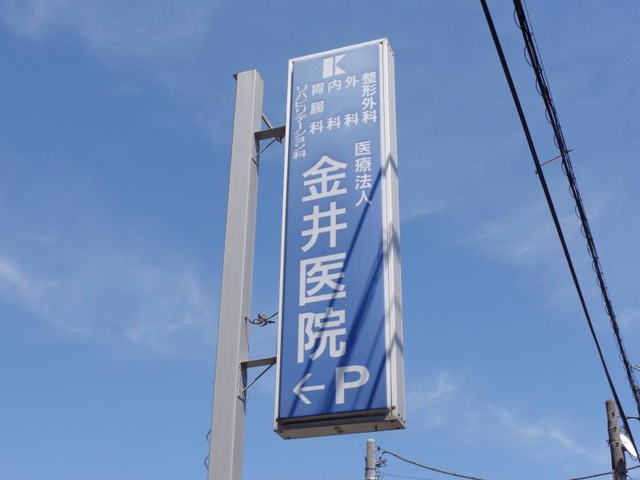 K
整形外科
外科
内科
胃腸科
リハビリテーション科
医療法人
金井医院
←P